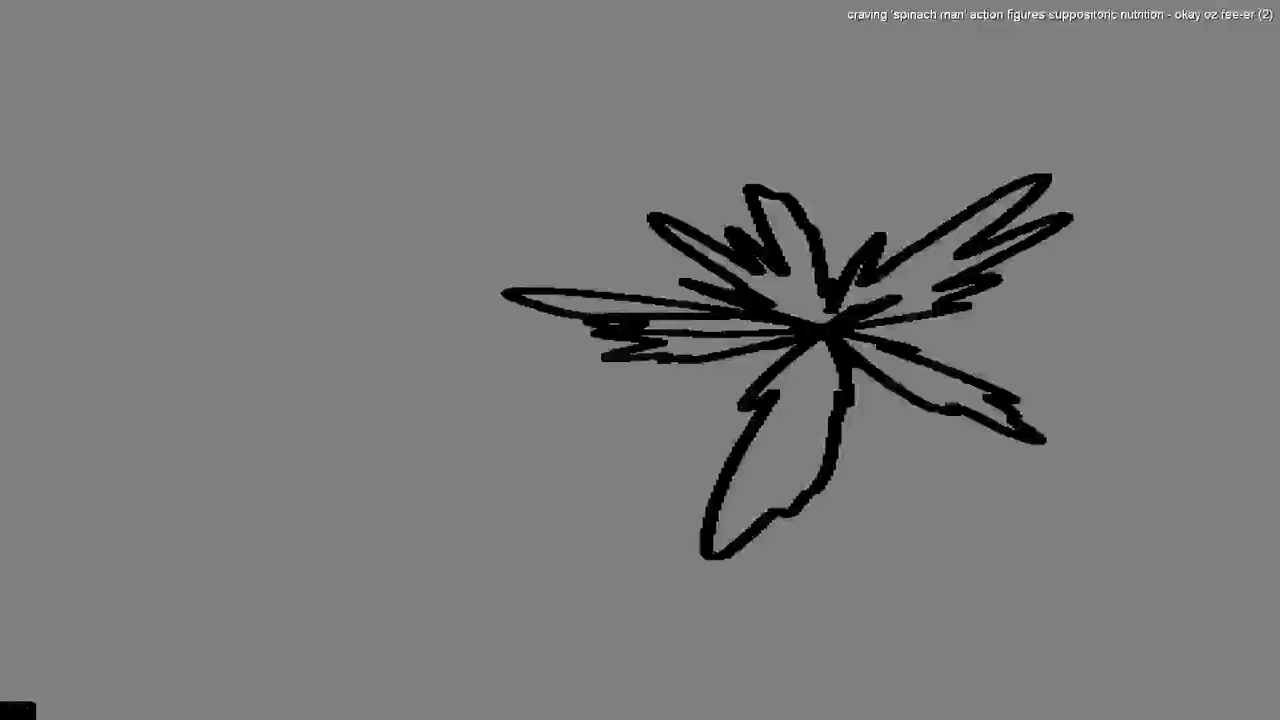 craving 'spinach man' action figures suppositoric nutrition - okay oz fee-er (2)